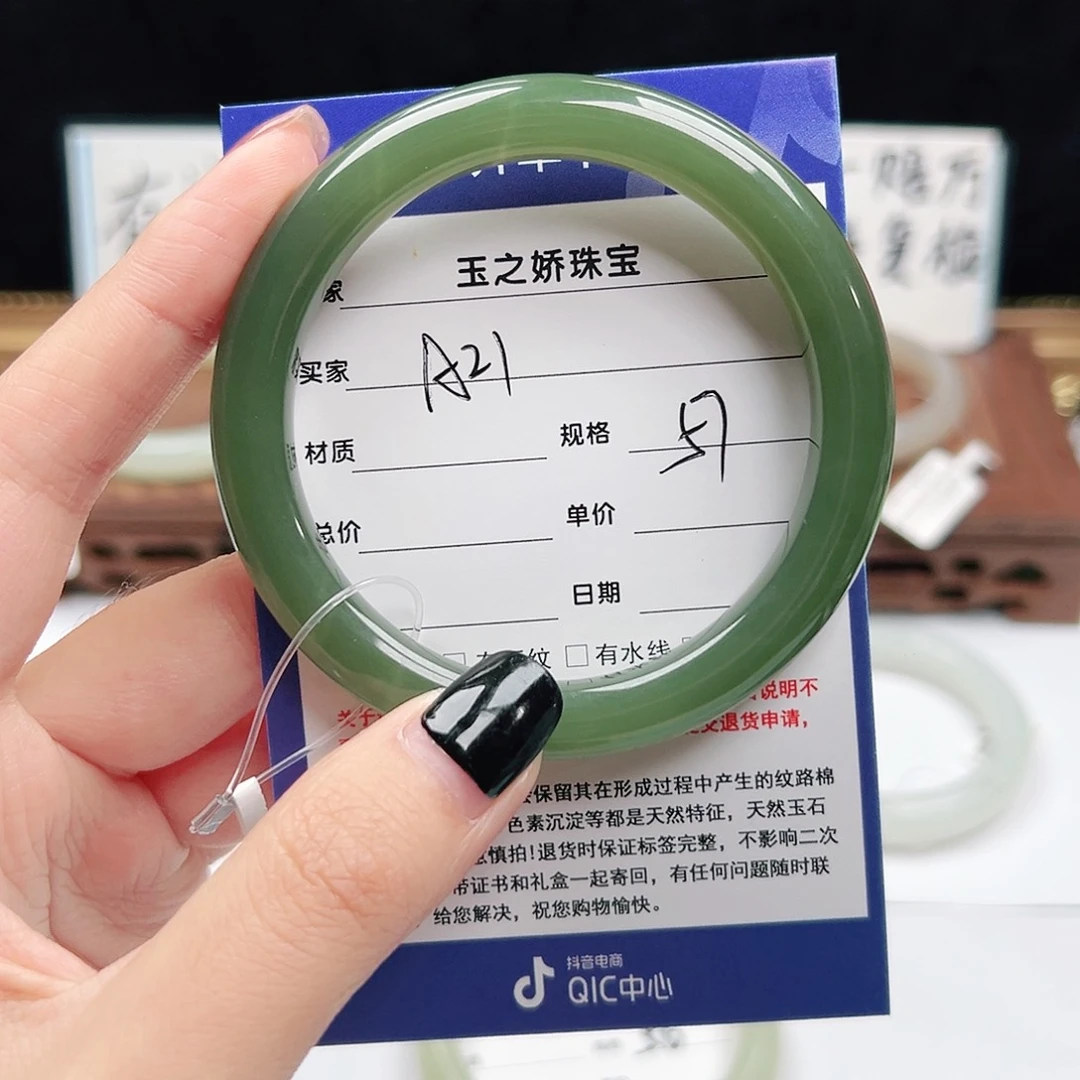 家 玉之娇珠宝
买家 A21
材质 规格 57
总价 单价
日期
纹 □有水线
说明不
退货申请，
保留其在形成过程中产生的纹路棉
色素沉淀等都是天然特征，天然玉石
慎拍!退货时保证标签完整，不影响二次
带证书和礼盒一起寄回，有任何问题随时联
给您解决，祝您购物愉快。
抖音电商
QIC中心
赔万